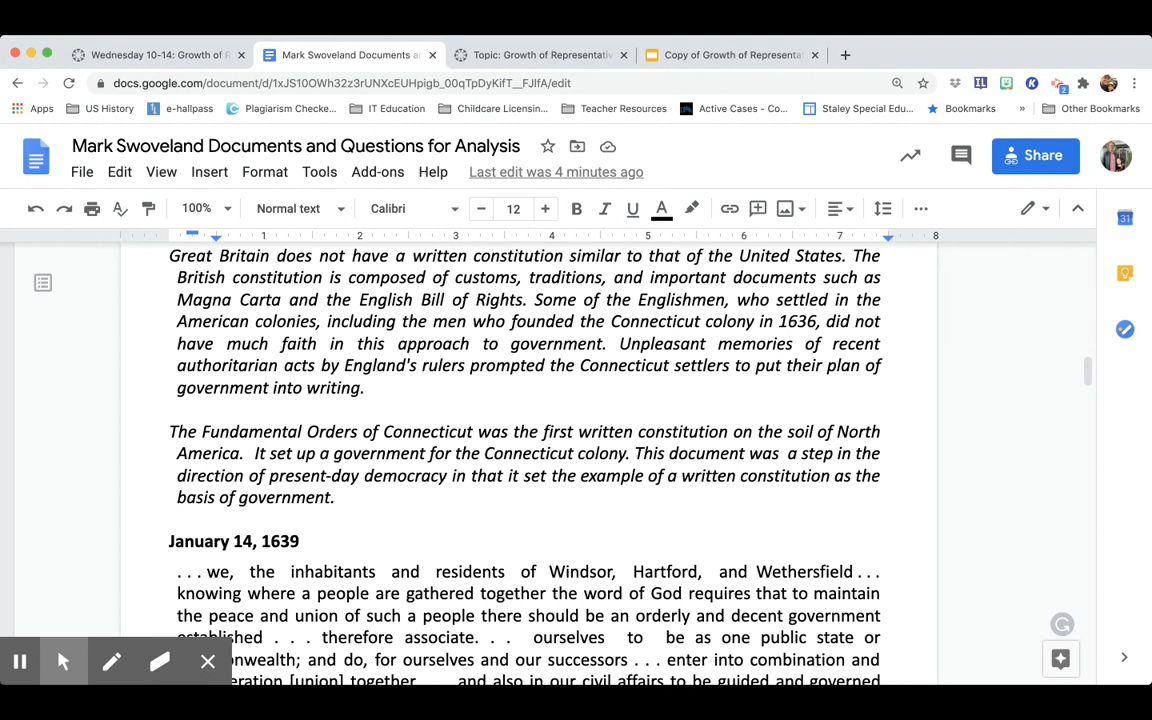 Wednesday 10-14: Growth of R
Mark Swoveland Documents a
Topic: Growth of Representativ
Copy of Growth of Representa
docs.google.com/document/d/1xJS10OWh32z3rUNXcEUHpigb_00qTpDyKifT__FJlfA/edit
Apps US History e-hallpass Plagiarism Checke... IT Education Childcare Licensin... Teacher Resources Active Cases - Co... Staley Special Edu... Bookmarks » Other Bookmarks
Mark Swoveland Documents and Questions for Analysis
Share
File Edit View Insert Format Tools Add-ons Help Last edit was 4 minutes ago
100% Normal text Calibri 12 B I U A
1 2 3 4 5 6 7 8
31
Great Britain does not have a written constitution similar to that of the United States. The
British constitution is composed of customs, traditions, and important documents such as
Magna Carta and the English Bill of Rights. Some of the Englishmen, who settled in the
American colonies, including the men who founded the Connecticut colony in 1636, did not
have much faith in this approach to government. Unpleasant memories of recent
authoritarian acts by England's rulers prompted the Connecticut settlers to put their plan of
government into writing.
The Fundamental Orders of Connecticut was the first written constitution on the soil of North
America. It set up a government for the Connecticut colony. This document was a step in the
direction of present-day democracy in that it set the example of a written constitution as the
basis of government.
January 14, 1639
. . . we, the inhabitants and residents of Windsor, Hartford, and Wethersfield . . .
knowing where a people are gathered together the word of God requires that to maintain
the peace and union of such a people there should be an orderly and decent government
established . . . therefore associate. . . ourselves to be as one public state or
onwealth; and do, for ourselves and our successors . . . enter into combination and
eration [union] together and also in our civil affairs to be guided and governed